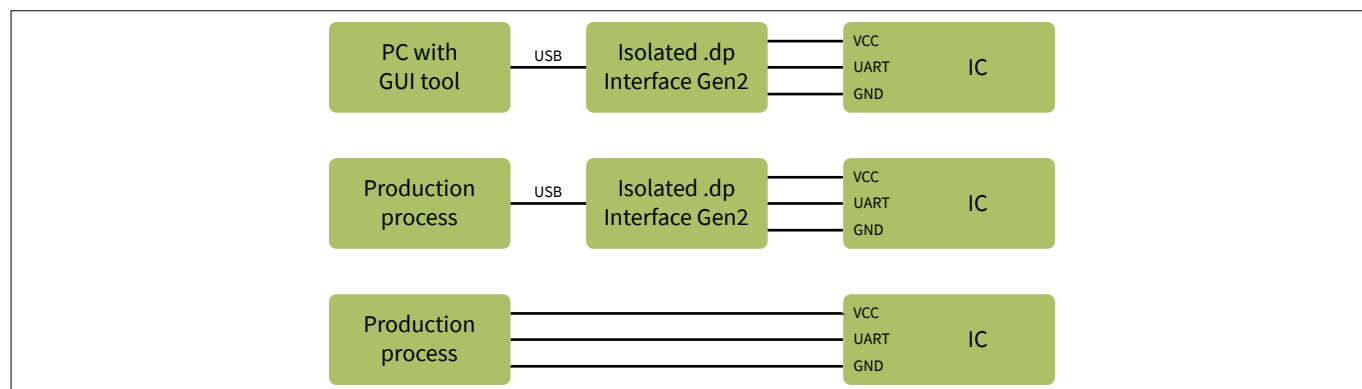 PC with
GUI tool
USB
Isolated .dp
Interface Gen2
VCC
UART
GND
IC
Production
process
USB
Isolated .dp
Interface Gen2
VCC
UART
GND
IC
Production
process
VCC
UART
GND
IC